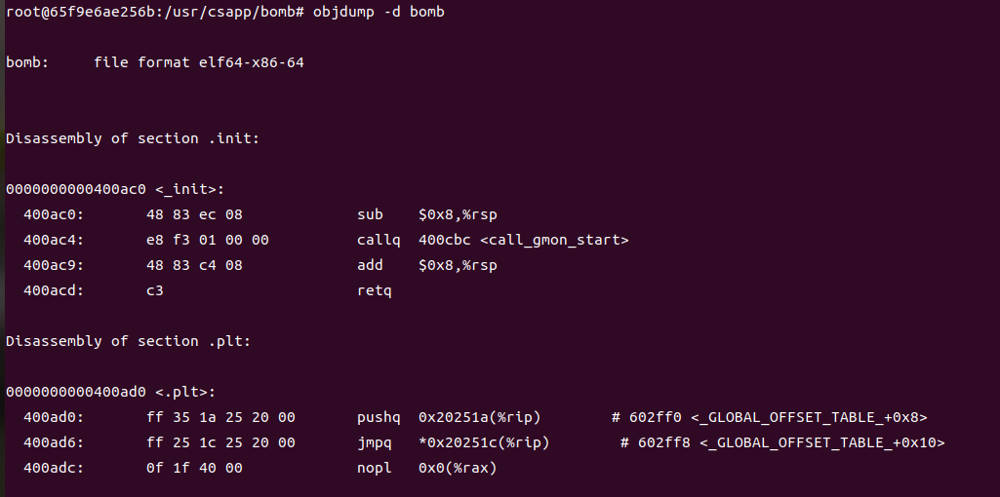 root@65f9e6ae256b:/usr/csapp/bomb# objdump -d bomb
bomb:     file format elf64-x86-64
Disassembly of section .init:
0000000000400ac0 <_init>:
  400ac0:       48 83 ec 08             sub    $0x8,%rsp
  400ac4:       e8 f3 01 00 00          callq  400cbc <call_gmon_start>
  400ac9:       48 83 c4 08             add    $0x8,%rsp
  400acd:       c3                      retq
Disassembly of section .plt:
0000000000400ad0 <.plt>:
  400ad0:       ff 35 1a 25 20 00       pushq  0x20251a(%rip)        # 602ff0 <_GLOBAL_OFFSET_TABLE_+0x8>
  400ad6:       ff 25 1c 25 20 00       jmpq   *0x20251c(%rip)        # 602ff8 <_GLOBAL_OFFSET_TABLE_+0x10>
  400adc:       0f 1f 40 00             nopl   0x0(%rax)